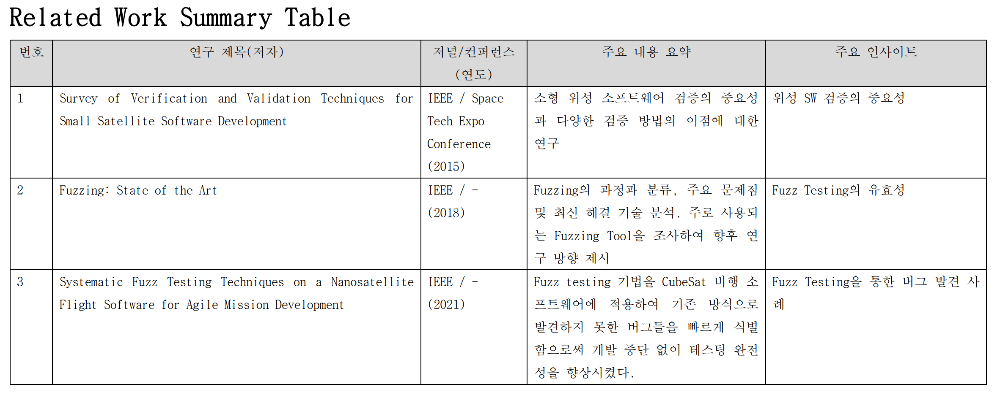 Related Work Summary Table
번호
연구 제목(저자)
저널/컨퍼런스
(연도)
주요 내용 요약
주요 인사이트
1
Survey of Verification and Validation Techniques for
Small Satellite Software Development
IEEE / Space
Tech Expo
Conference
(2015)
소형 위성 소프트웨어 검증의 중요성
과 다양한 검증 방법의 이점에 대한
연구
위성 SW 검증의 중요성
2
Fuzzing: State of the Art
IEEE / -
(2018)
Fuzzing의 과정과 분류, 주요 문제점
및 최신 해결 기술 분석. 주로 사용되
는 Fuzzing Tool을 조사하여 향후 연
구 방향 제시
Fuzz Testing의 유효성
3
Systematic Fuzz Testing Techniques on a Nanosatellite
Flight Software for Agile Mission Development
IEEE / -
(2021)
Fuzz testing 기법을 CubeSat 비행 소
프트웨어에 적용하여 기존 방식으로
발견하지 못한 버그들을 빠르게 식별
함으로써 개발 중단 없이 테스팅 완전
성을 향상시켰다.
Fuzz Testing을 통한 버그 발견 사
례